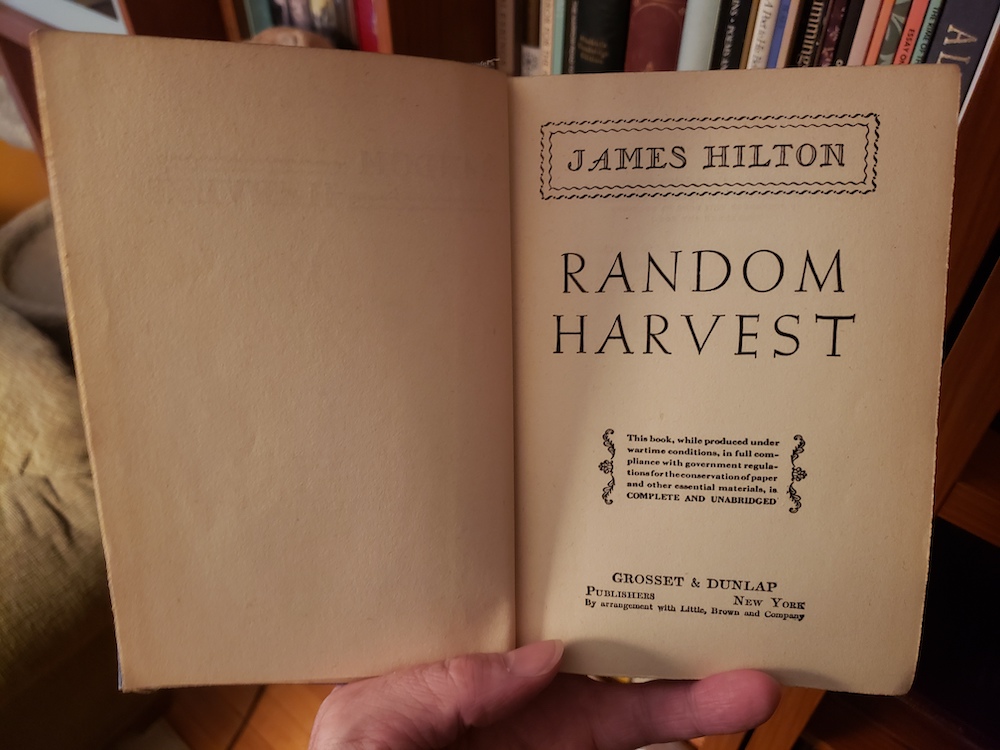 JAMES HILTON
RANDOM
HARVEST
This book, while produced under
wartime conditions, in full com-
pliance with government regula-
tions for the conservation of paper
and other essential materials, is
COMPLETE AND UNABRIDGED
GROSSET & DUNLAP
PUBLISHERS NEW YORK
By arrangement with Little, Brown and Company